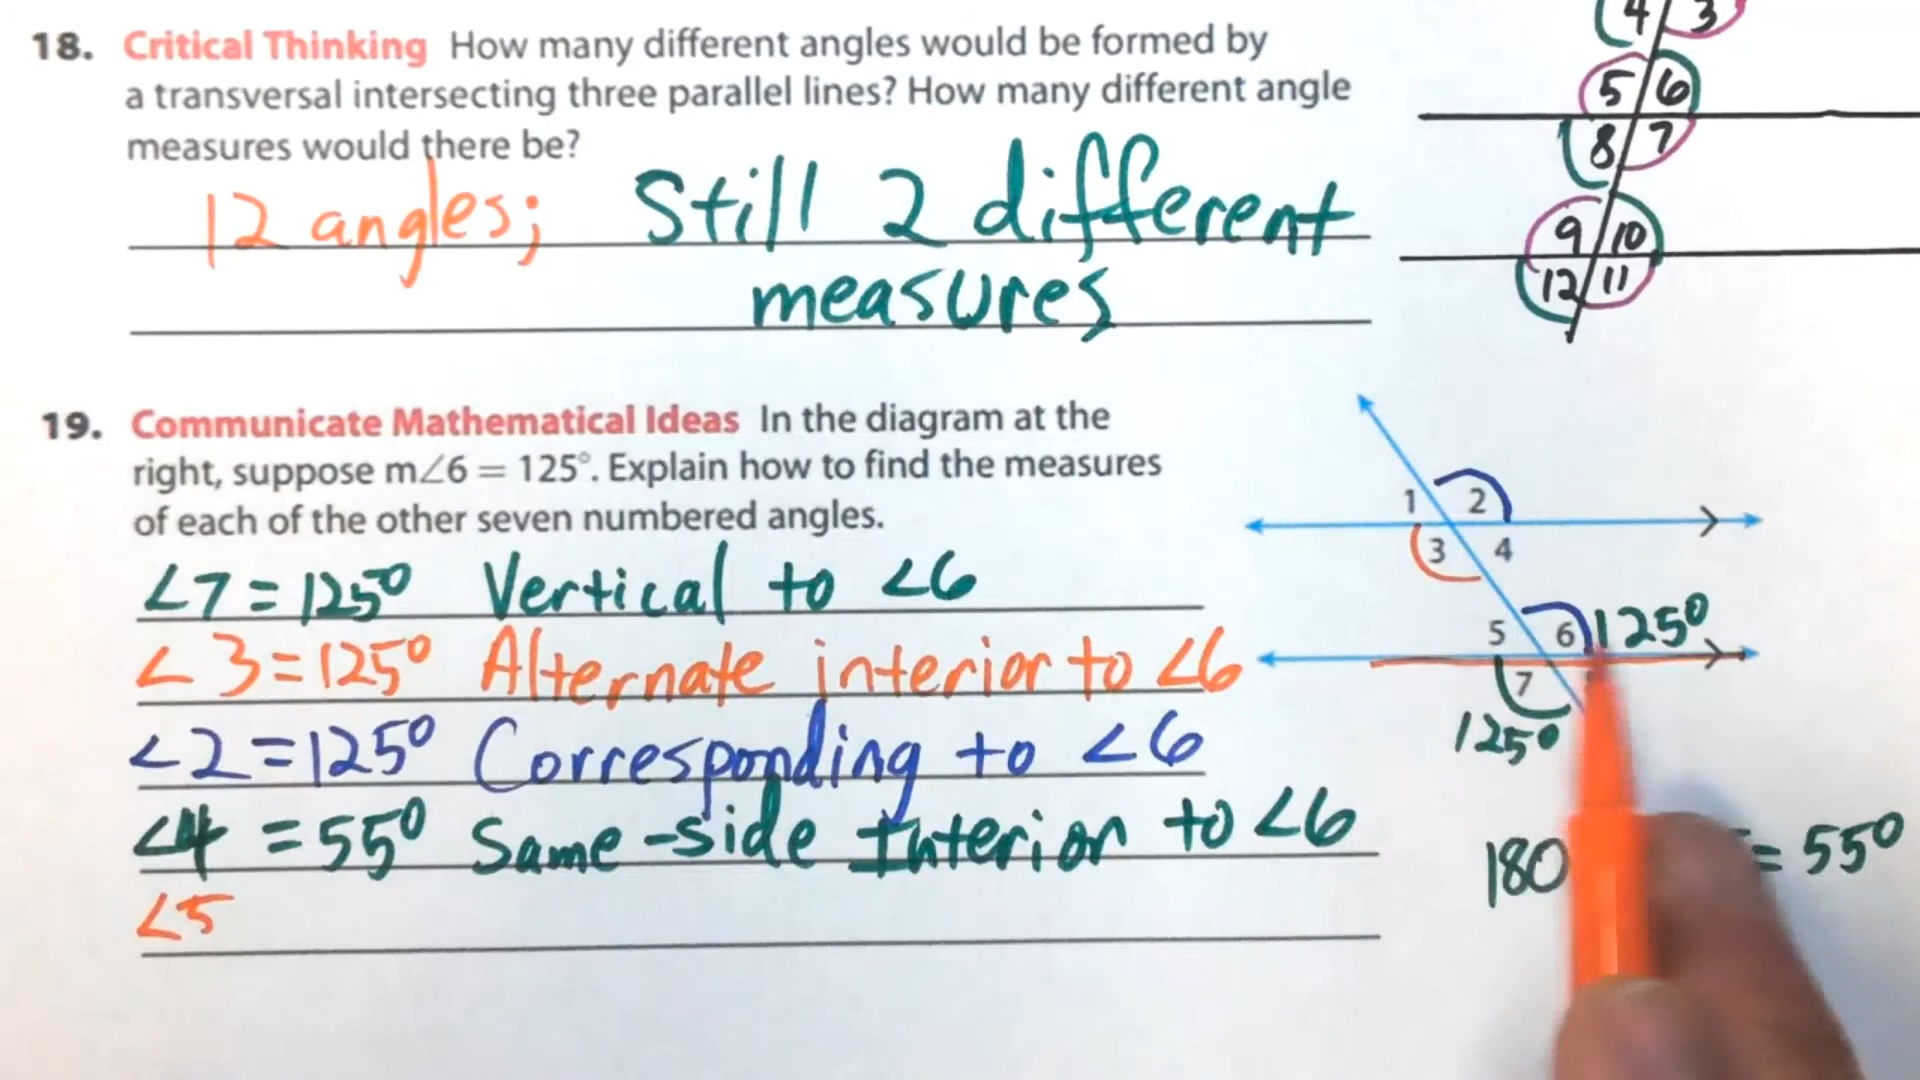 18. Critical Thinking How many different angles would be formed by
a transversal intersecting three parallel lines? How many different angle
measures would there be?
12 angles; Still 2 different
measures
4 3
5 6
8 7
9 10
12 11
19. Communicate Mathematical Ideas In the diagram at the
right, suppose m∠6 = 125°. Explain how to find the measures
of each of the other seven numbered angles.
∠7 = 125° Vertical to ∠6
∠3 = 125° Alternate interior to ∠6
∠2 = 125° Corresponding to ∠6
∠4 = 55° Same-side Interior to ∠6
∠5
1 2
3 4
5 6 125°
7
125°
180 = 55°